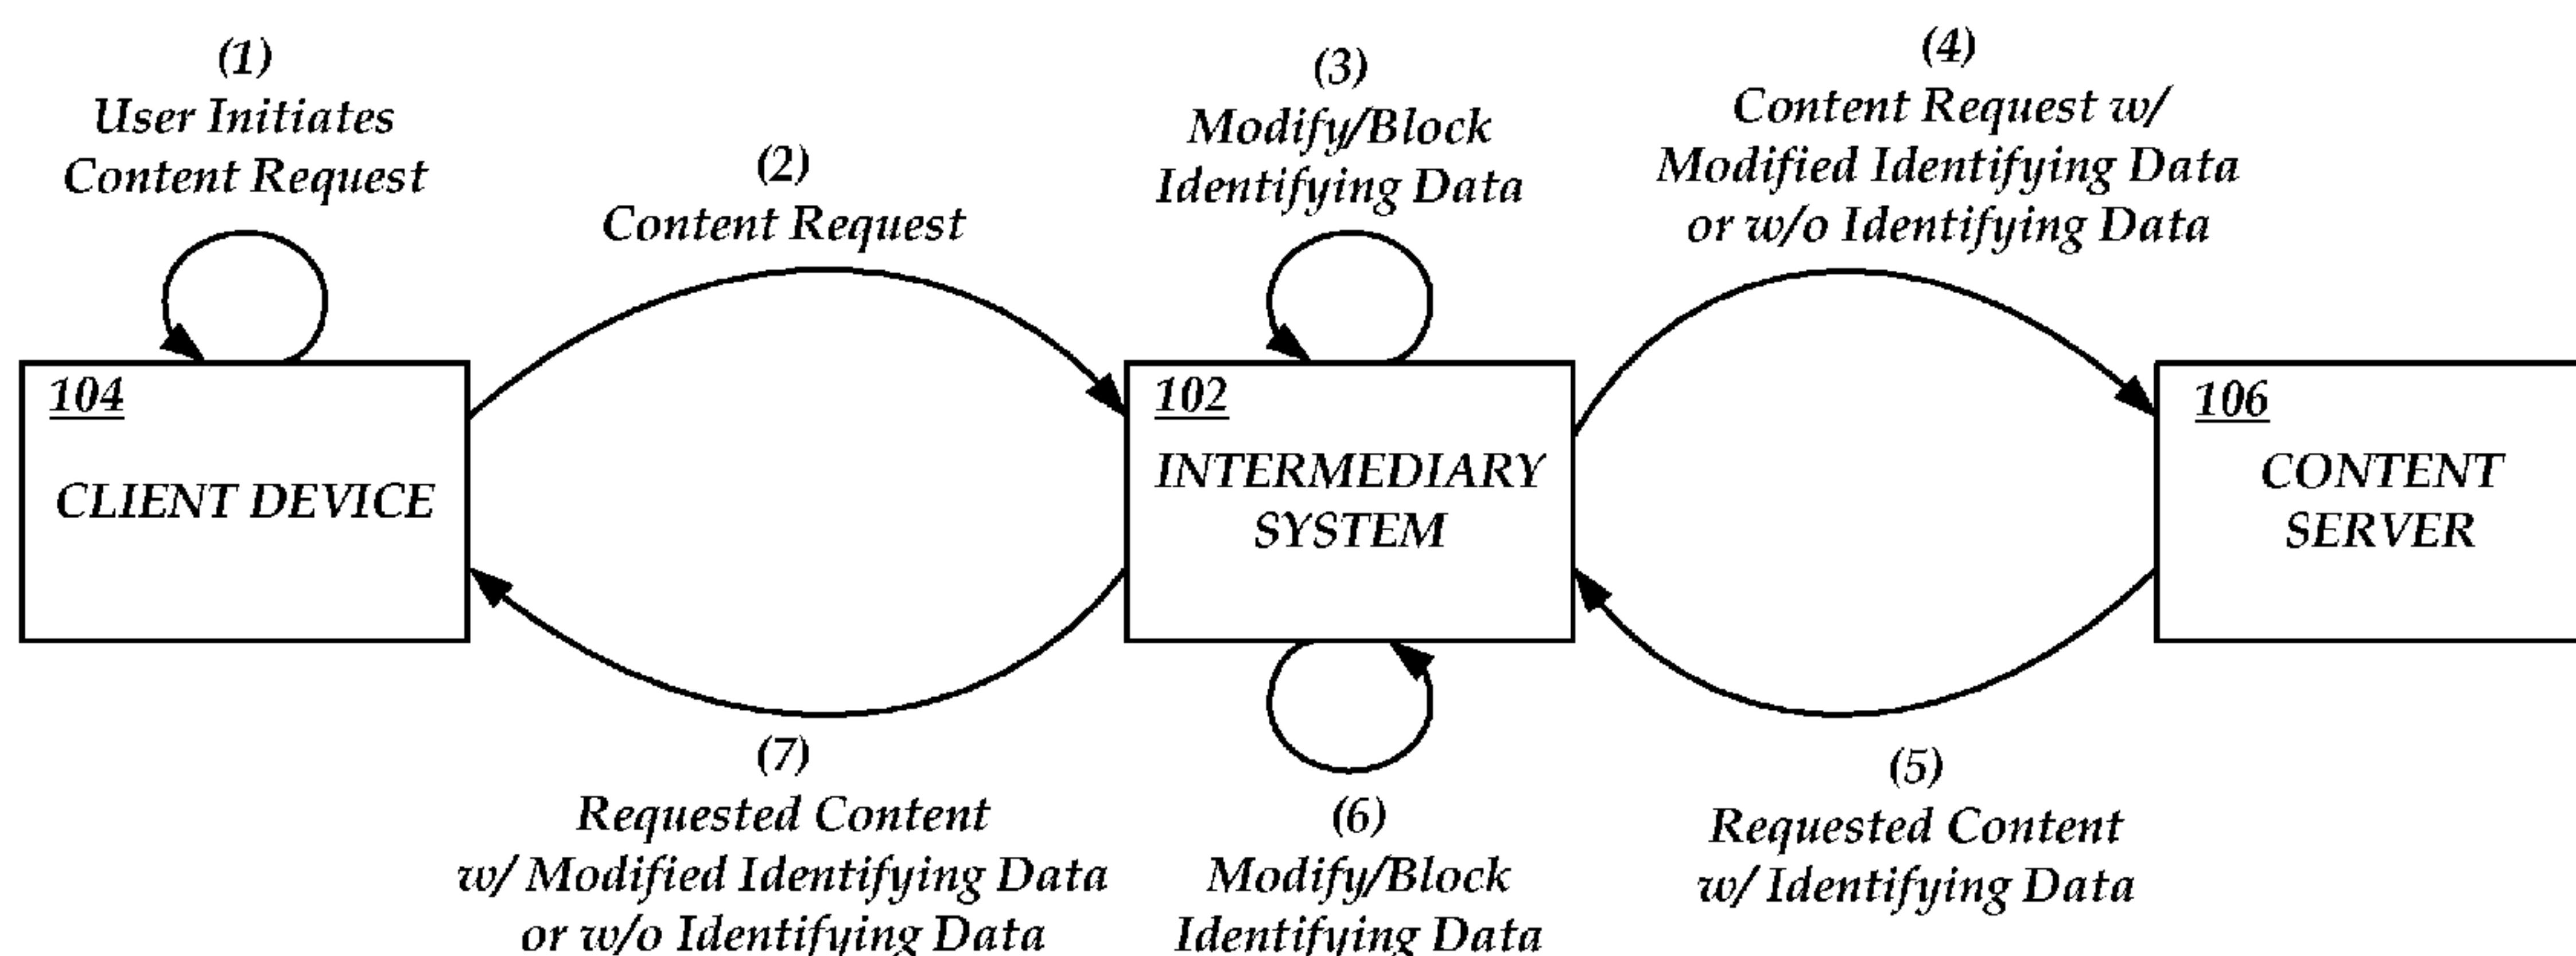 (1)
User Initiates
Content Request
(2)
Content Request
(3)
Modify/Block
Identifying Data
(4)
Content Request w/
Modified Identifying Data
or w/o Identifying Data
104
CLIENT DEVICE
102
INTERMEDIARY
SYSTEM
106
CONTENT
SERVER
(5)
Requested Content
w/ Identifying Data
(6)
Modify/Block
Identifying Data
(7)
Requested Content
w/ Modified Identifying Data
or w/o Identifying Data